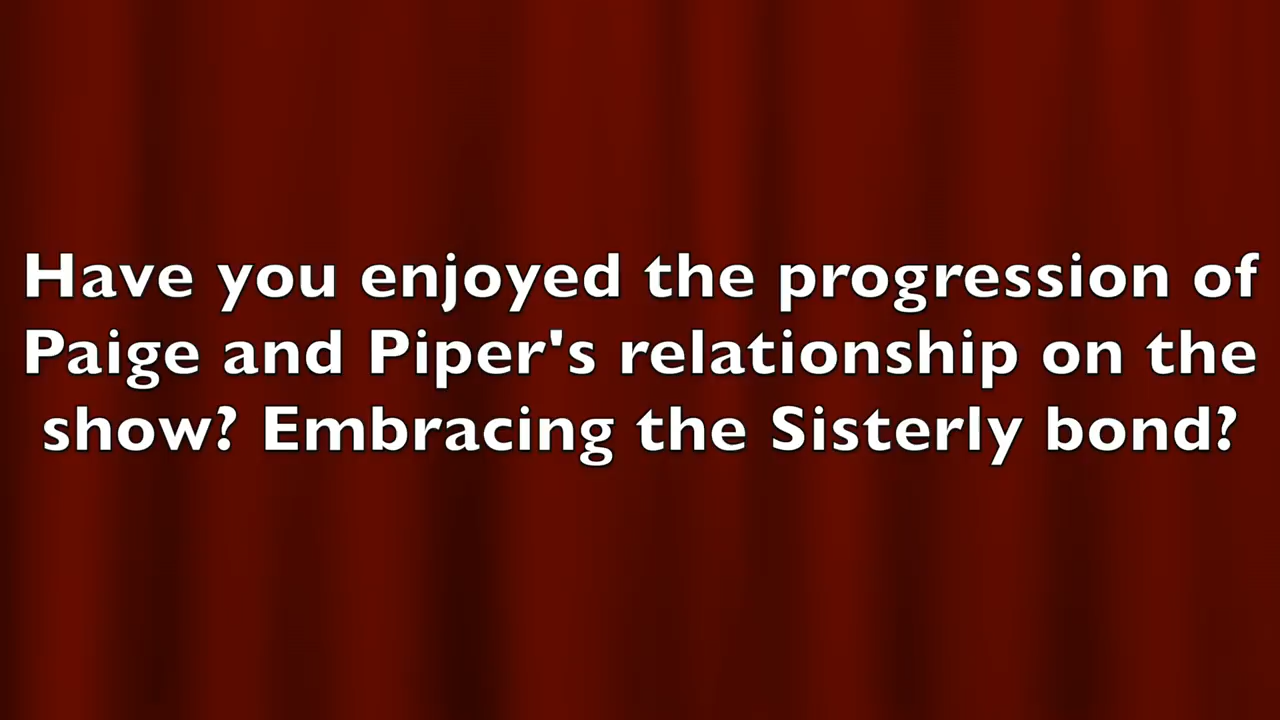 Have you enjoyed the progression of
Paige and Piper's relationship on the
show? Embracing the Sisterly bond?